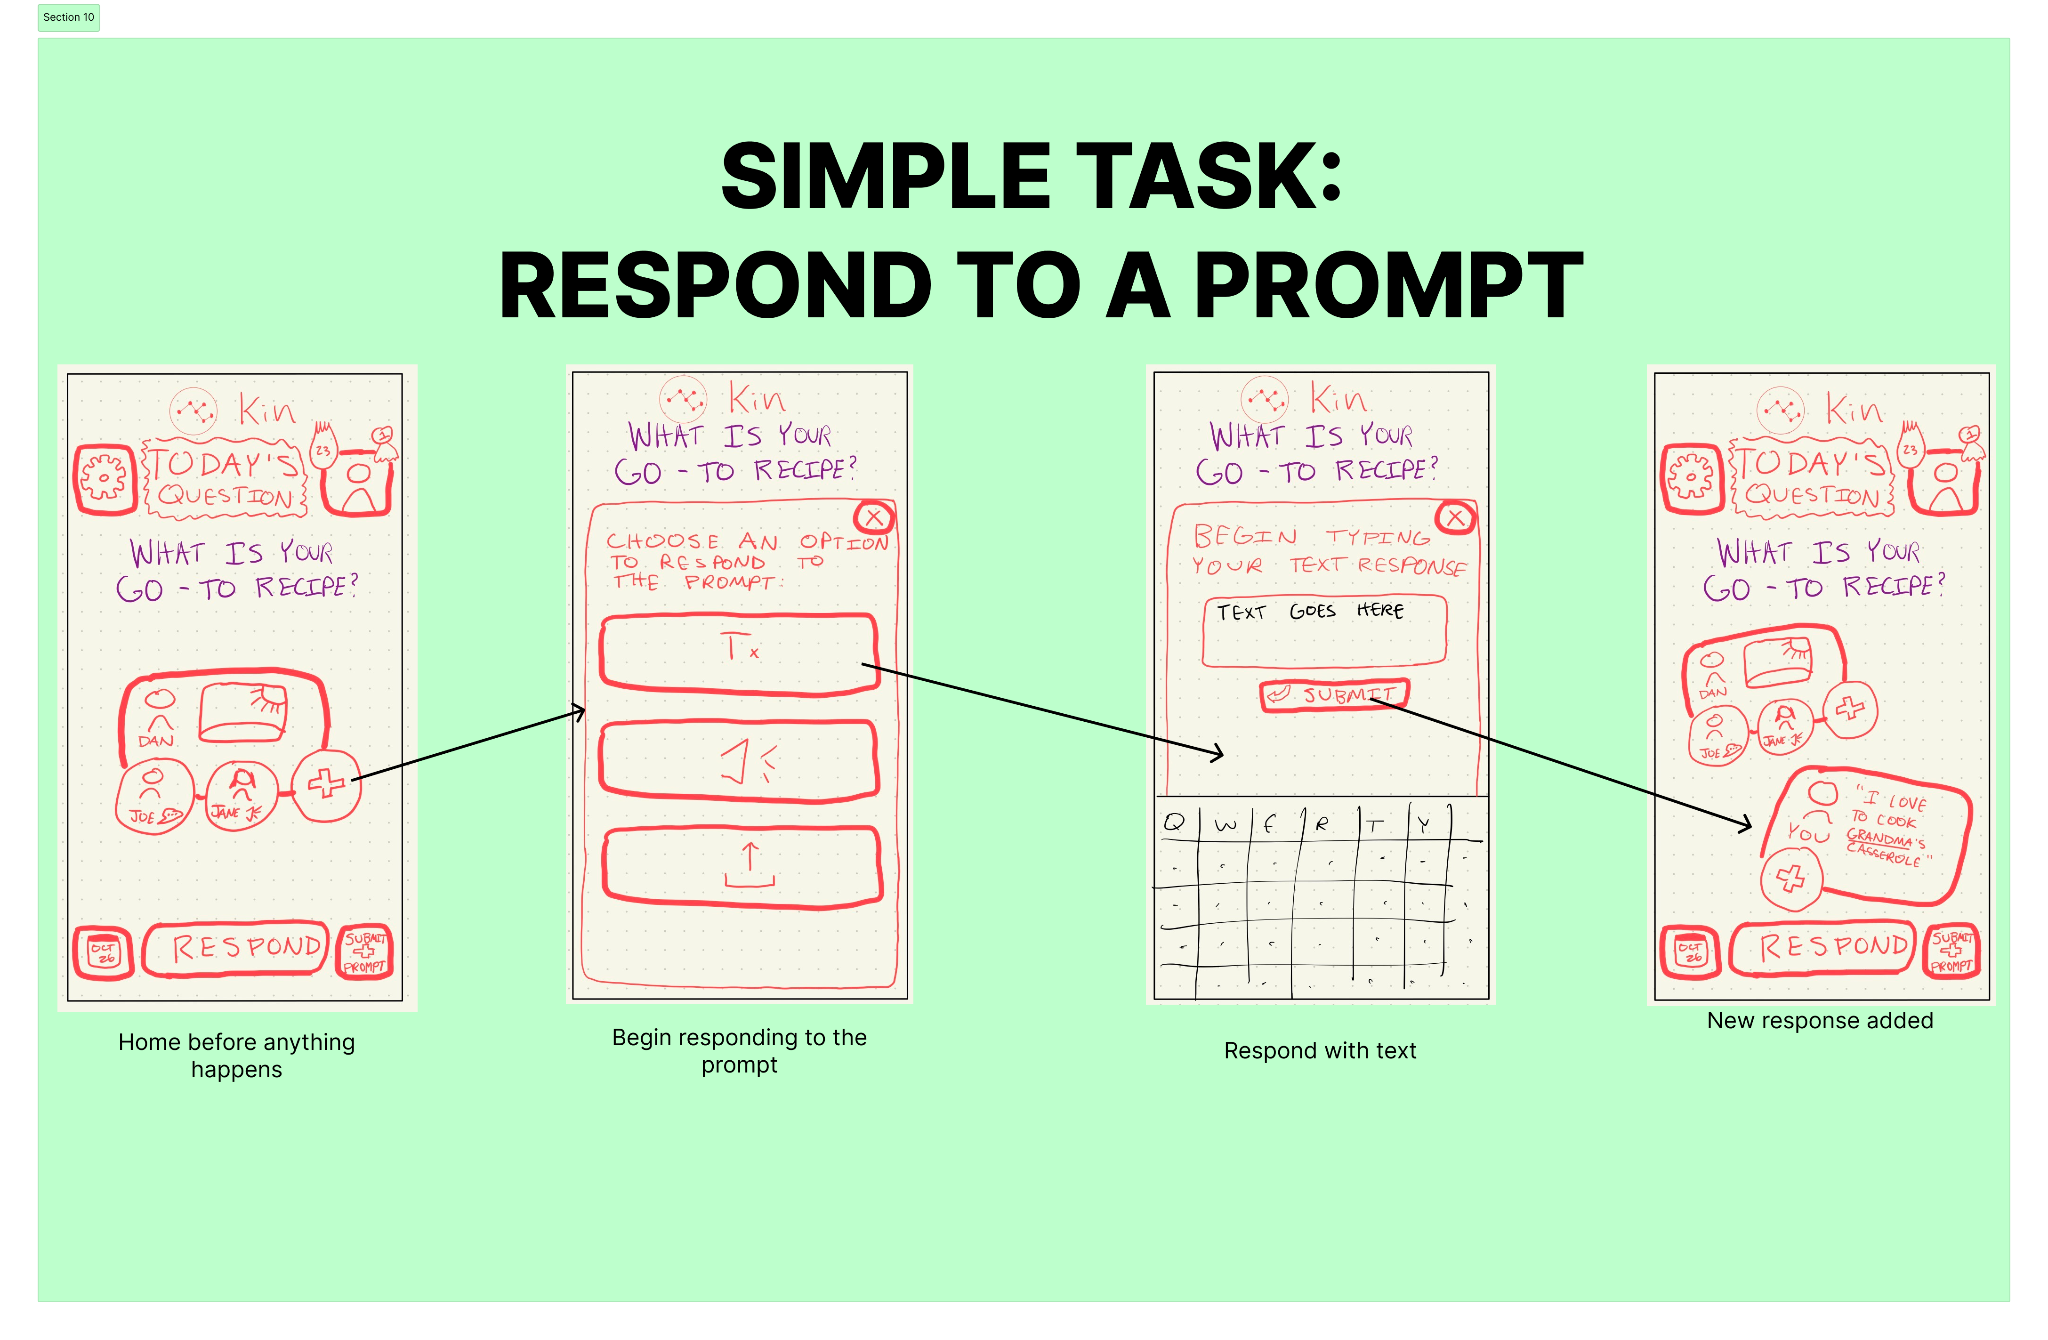 Section 10
SIMPLE TASK:
RESPOND TO A PROMPT
Kin
TODAY'S
QUESTION
23
1
WHAT IS YOUR
GO - TO RECIPE?
DAN
JOE
JANE
OCT
26
RESPOND
SUBMIT
PROMPT
Home before anything
happens
Kin
WHAT IS YOUR
GO - TO RECIPE?
X
CHOOSE AN OPTION
TO RESPOND TO
THE PROMPT:
Tx
Begin responding to the
prompt
Kin
WHAT IS YOUR
GO - TO RECIPE?
X
BEGIN TYPING
YOUR TEXT RESPONSE
TEXT GOES HERE
SUBMIT
Q W E R T Y
Respond with text
Kin
TODAY'S
QUESTION
23
1
WHAT IS YOUR
GO - TO RECIPE?
DAN
JOE
JANE
YOU
"I LOVE
TO COOK
GRANDMA'S
CASSEROLE"
OCT
26
RESPOND
SUBMIT
PROMPT
New response added